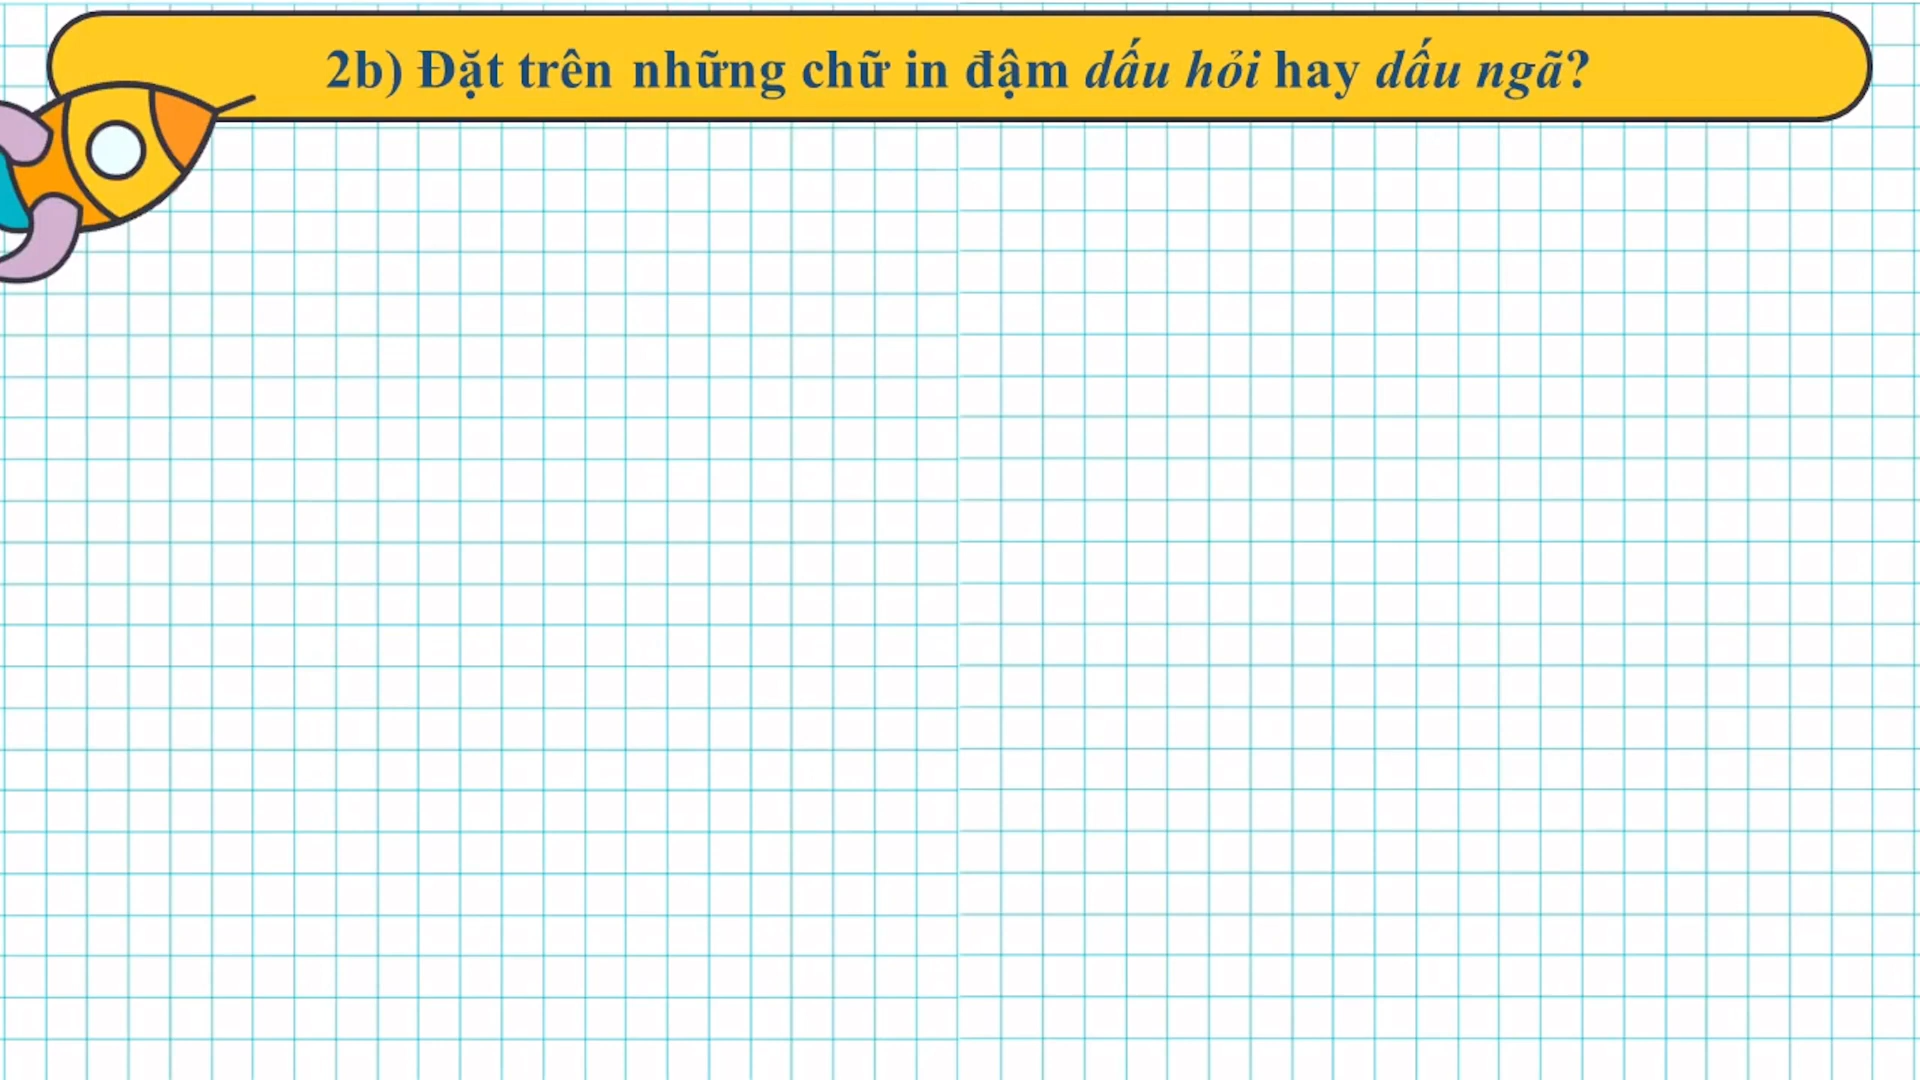 2b) Đặt trên những chữ in đậm dấu hỏi hay dấu ngã?